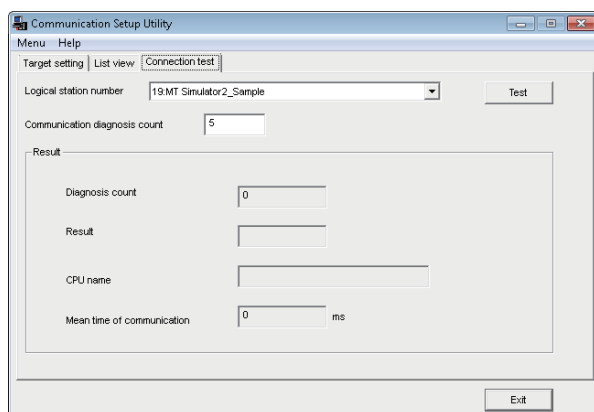 Communication Setup Utility
Menu Help
Target setting List view Connection test
Logical station number 19:MT Simulator2_Sample Test
Communication diagnosis count 5
Result
Diagnosis count 0
Result
CPU name
Mean time of communication 0 ms
Exit